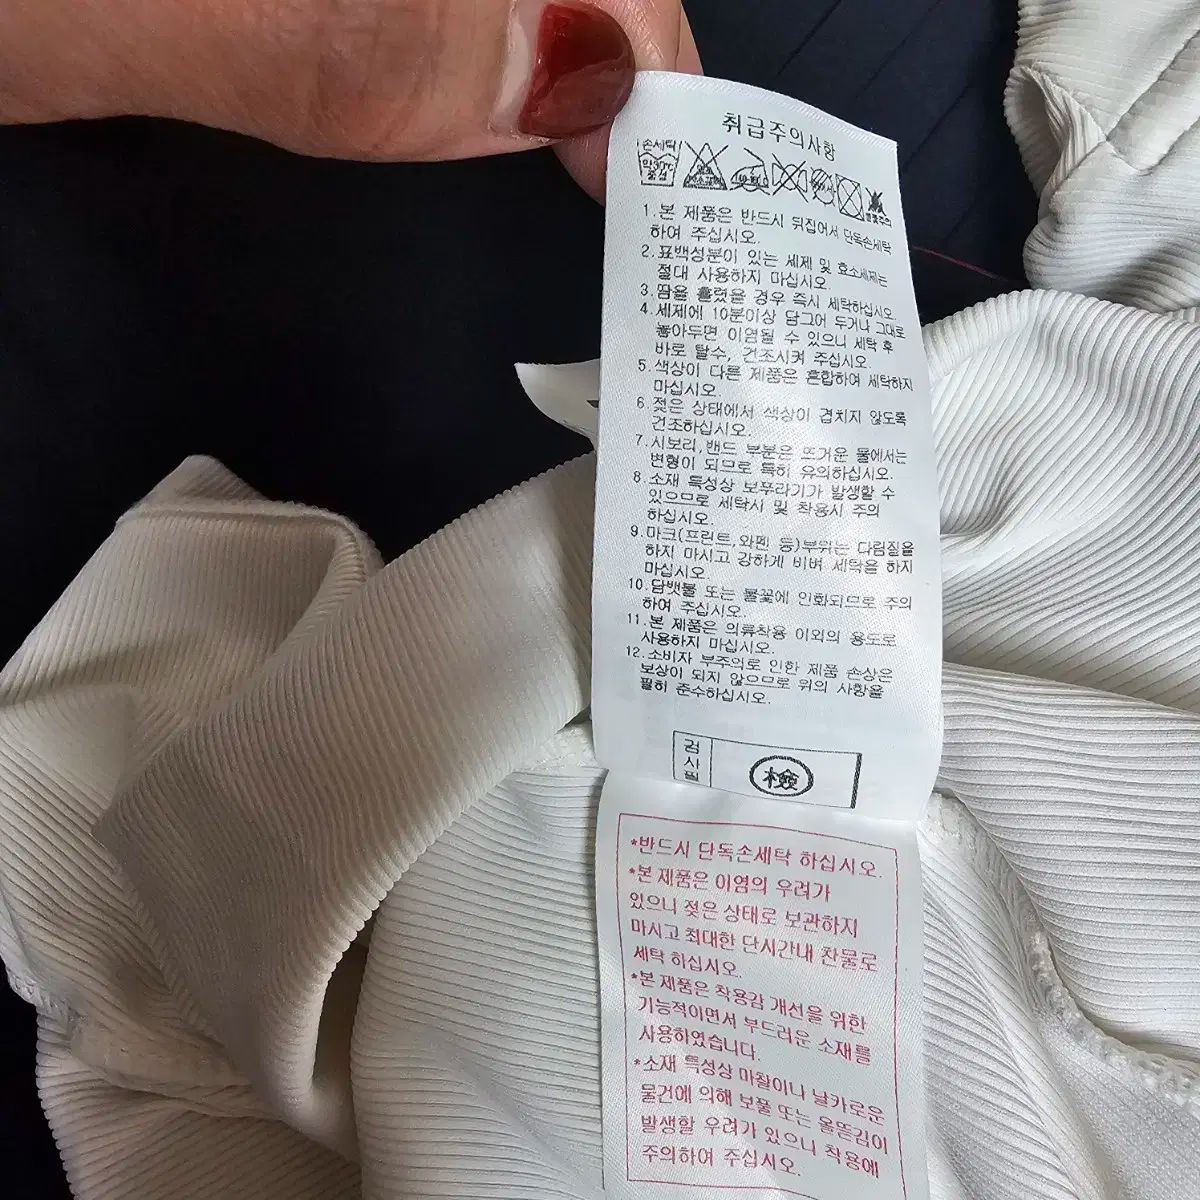 취급주의사항
손세탁
약30℃
중성
1.본 제품은 반드시 뒤집어서 단독손세탁
하여 주십시오.
2.표백성분이 있는 세제 및 효소세제는
절대 사용하지 마십시오.
3.땀을 흘렸을 경우 즉시 세탁하십시오.
4.세제에 10분이상 담그어 두거나 그대로
놓아두면 이염될 수 있으니 세탁 후
바로 탈수, 건조시켜 주십시오.
5.색상이 다른 제품은 혼합하여 세탁하지
마십시오.
6.젖은 상태에서 색상이 겹치지 않도록
건조하십시오.
7.시보리,밴드 부분은 뜨거운 물에서는
변형이 되므로 특히 유의하십시오.
8.소재 특성상 보푸라기가 발생할 수
있으므로 세탁시 및 착용시 주의
하십시오.
9.마크(프린트,와펜 등)부위는 다림질을
하지 마시고 강하게 비벼 세탁을 하지
마십시오.
10.담뱃불 또는 불꽃에 인화되므로 주의
하여 주십시오.
11.본 제품은 의류착용 이외의 용도로
사용하지 마십시오.
12.소비자 부주의로 인한 제품 손상은
보상이 되지 않으므로 위의 사항을
필히 준수하십시오.
검사필
檢
*반드시 단독손세탁 하십시오.
*본 제품은 이염의 우려가
있으니 젖은 상태로 보관하지
마시고 최대한 단시간내 찬물로
세탁 하십시오.
*본 제품은 착용감 개선을 위한
기능적이면서 부드러운 소재를
사용하였습니다.
*소재 특성상 마찰이나 날카로운
물건에 의해 보풀 또는 올뜯김이
발생할 우려가 있으니 착용에
주의하여 주십시오.